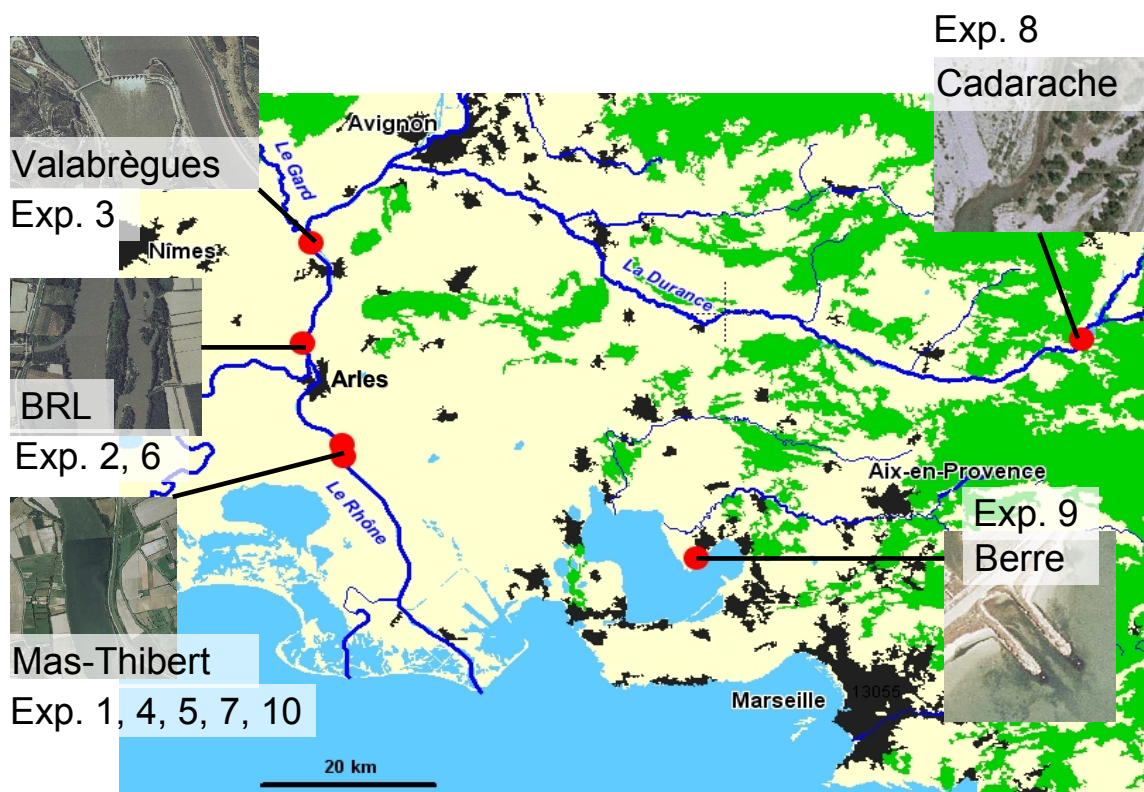 Exp. 8
Cadarache
Avignon
Le Gard
Valabrègues
Exp. 3
Nîmes
La Durance
BRL
Exp. 2, 6
Arles
Aix-en-Provence
Le Rhône
Exp. 9
Berre
Mas-Thibert
Exp. 1, 4, 5, 7, 10
Marseille
13055
20 km